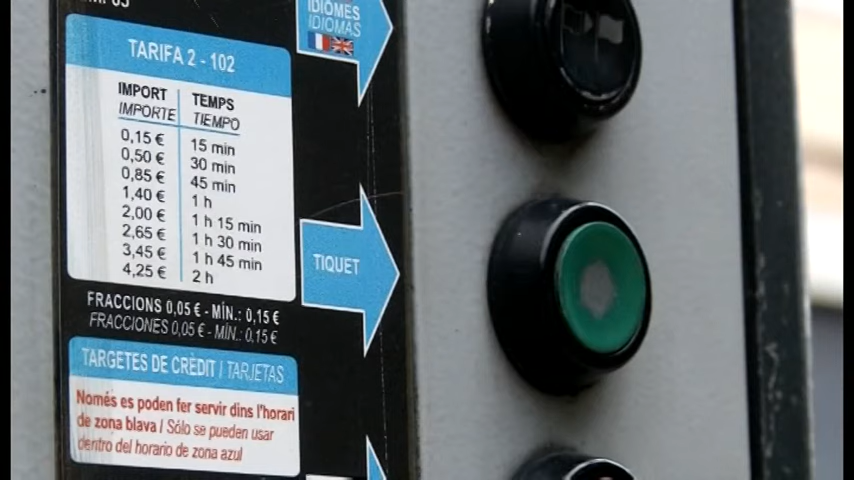 IDIOMES
IDIOMAS
TARIFA 2 - 102
IMPORT TEMPS
IMPORTE TIEMPO
0,15 € 15 min
0,50 € 30 min
0,85 € 45 min
1,40 € 1 h
2,00 € 1 h 15 min
2,65 € 1 h 30 min
3,45 € 1 h 45 min
4,25 € 2 h
TIQUET
FRACCIONS 0,05 € - MÍN.: 0,15 €
FRACCIONES 0,05 € - MÍN.: 0,15 €
TARGETES DE CRÈDIT / TARJETAS
Només es poden fer servir dins l'horari
de zona blava / Sólo se pueden usar
dentro del horario de zona azul